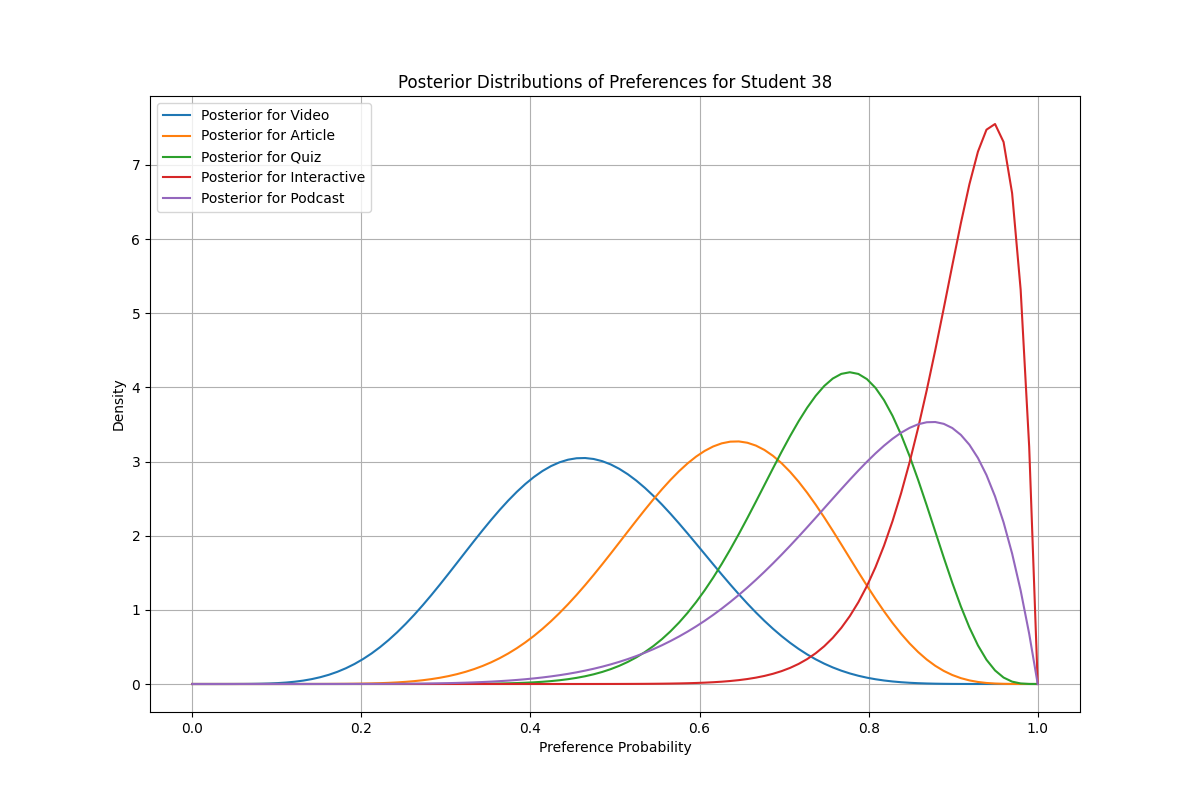 Posterior Distributions of Preferences for Student 38
Posterior for Video
Posterior for Article
Posterior for Quiz
Posterior for Interactive
Posterior for Podcast
Density
7
6
5
4
3
2
1
0
0.0 0.2 0.4 0.6 0.8 1.0
Preference Probability